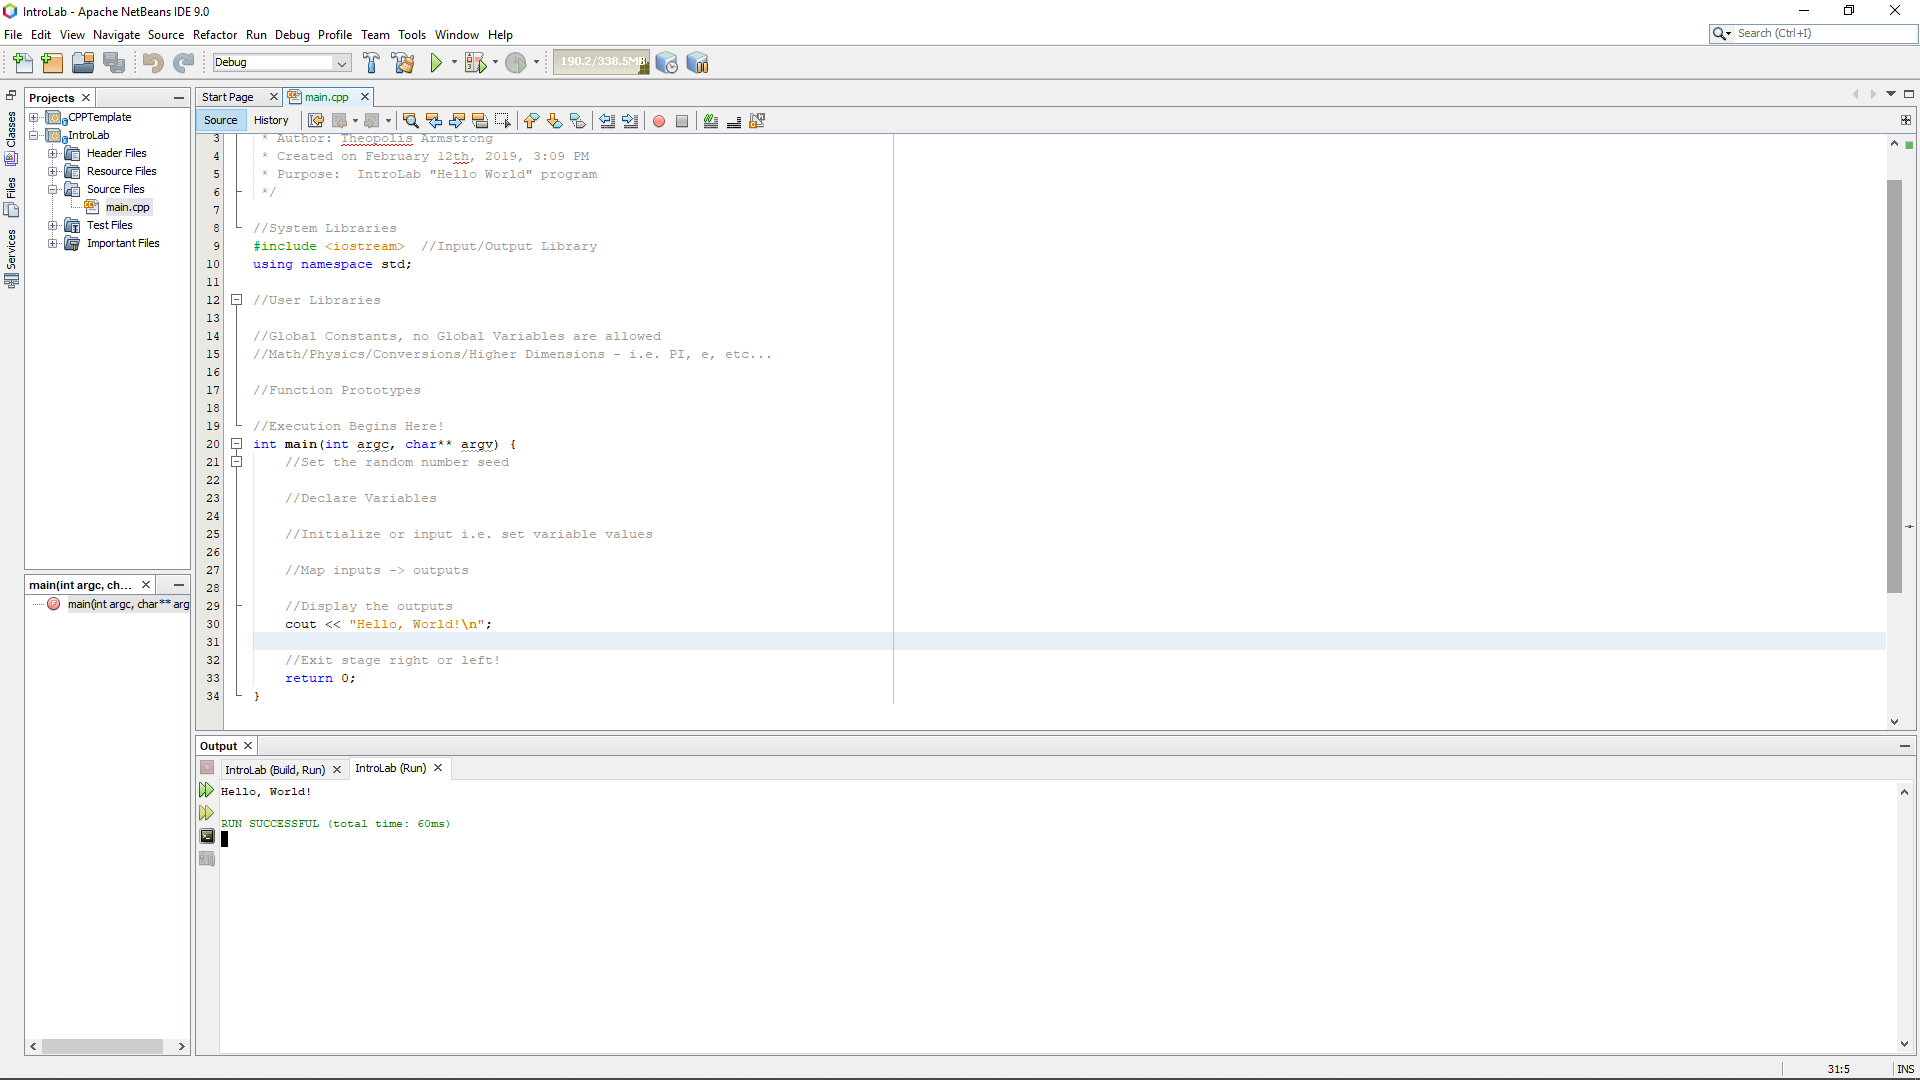 IntroLab - Apache NetBeans IDE 9.0
File Edit View Navigate Source Refactor Run Debug Profile Team Tools Window Help
Search (Ctrl+I)
Debug
190.2/338.5MB
Classes
Files
Services
Projects
CPPTemplate
IntroLab
Header Files
Resource Files
Source Files
main.cpp
Test Files
Important Files
main(int argc, ch...
main(int argc, char** arg
Start Page
main.cpp
Source History
3 * Author: Theopolis Armstrong
4 * Created on February 12th, 2019, 3:09 PM
5 * Purpose:  IntroLab "Hello World" program
6 */
7
8 //System Libraries
9 #include <iostream>  //Input/Output Library
10 using namespace std;
11
12 //User Libraries
13
14 //Global Constants, no Global Variables are allowed
15 //Math/Physics/Conversions/Higher Dimensions - i.e. PI, e, etc...
16
17 //Function Prototypes
18
19 //Execution Begins Here!
20 int main(int argc, char** argv) {
21     //Set the random number seed
22
23     //Declare Variables
24
25     //Initialize or input i.e. set variable values
26
27     //Map inputs -> outputs
28
29     //Display the outputs
30     cout << "Hello, World!\n";
31
32     //Exit stage right or left!
33     return 0;
34 }
Output
IntroLab (Build, Run)
IntroLab (Run)
Hello, World!
RUN SUCCESSFUL (total time: 60ms)
31:5
INS